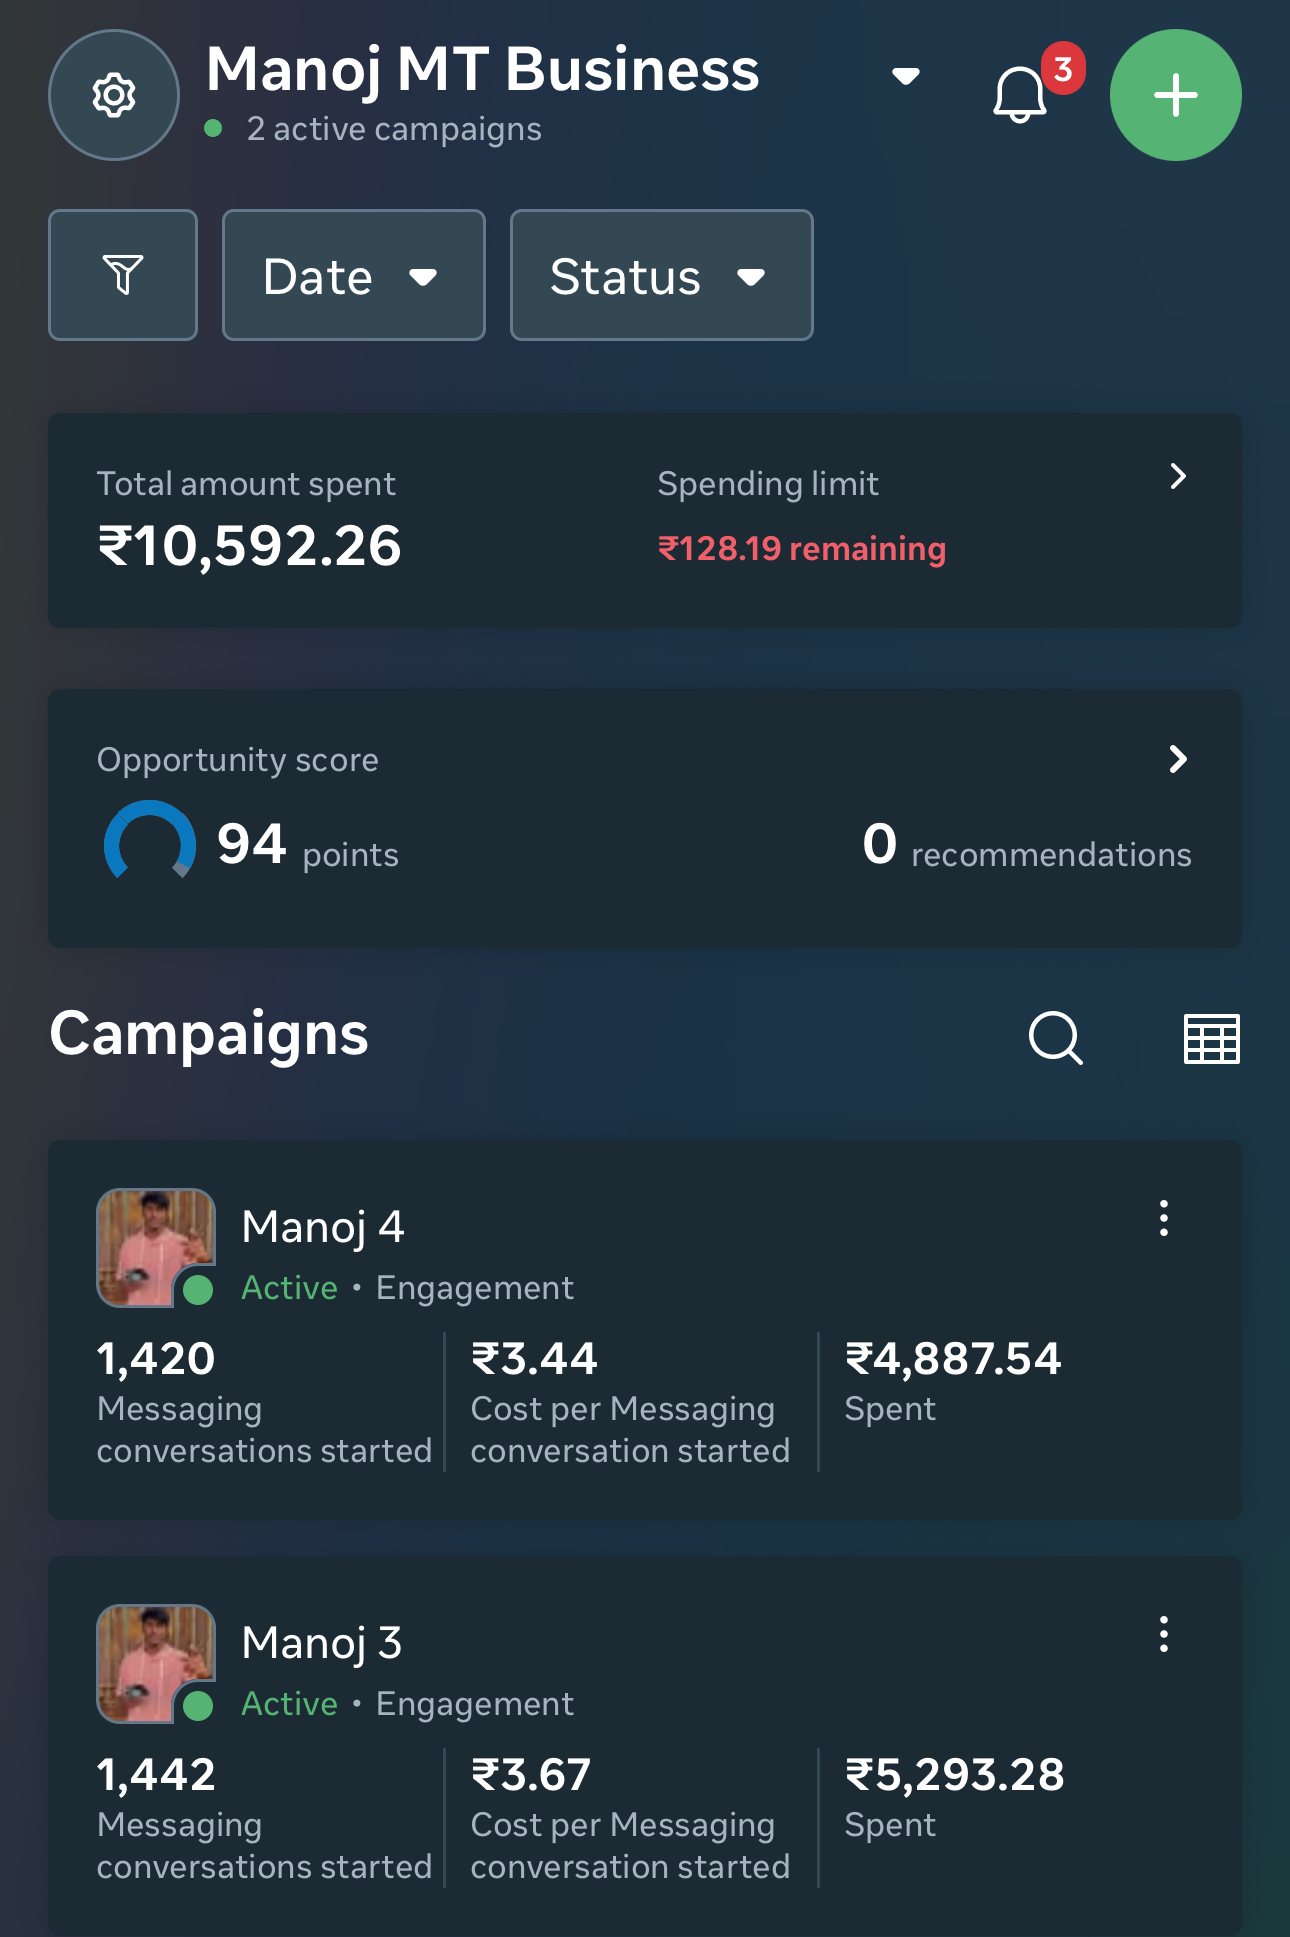 Manoj MT Business
3
2 active campaigns
Date
Status
Total amount spent
Spending limit
₹10,592.26
₹128.19 remaining
Opportunity score
94 points
0 recommendations
Campaigns
Manoj 4
Active • Engagement
1,420
Messaging
conversations started
₹3.44
Cost per Messaging
conversation started
₹4,887.54
Spent
Manoj 3
Active • Engagement
1,442
Messaging
conversations started
₹3.67
Cost per Messaging
conversation started
₹5,293.28
Spent